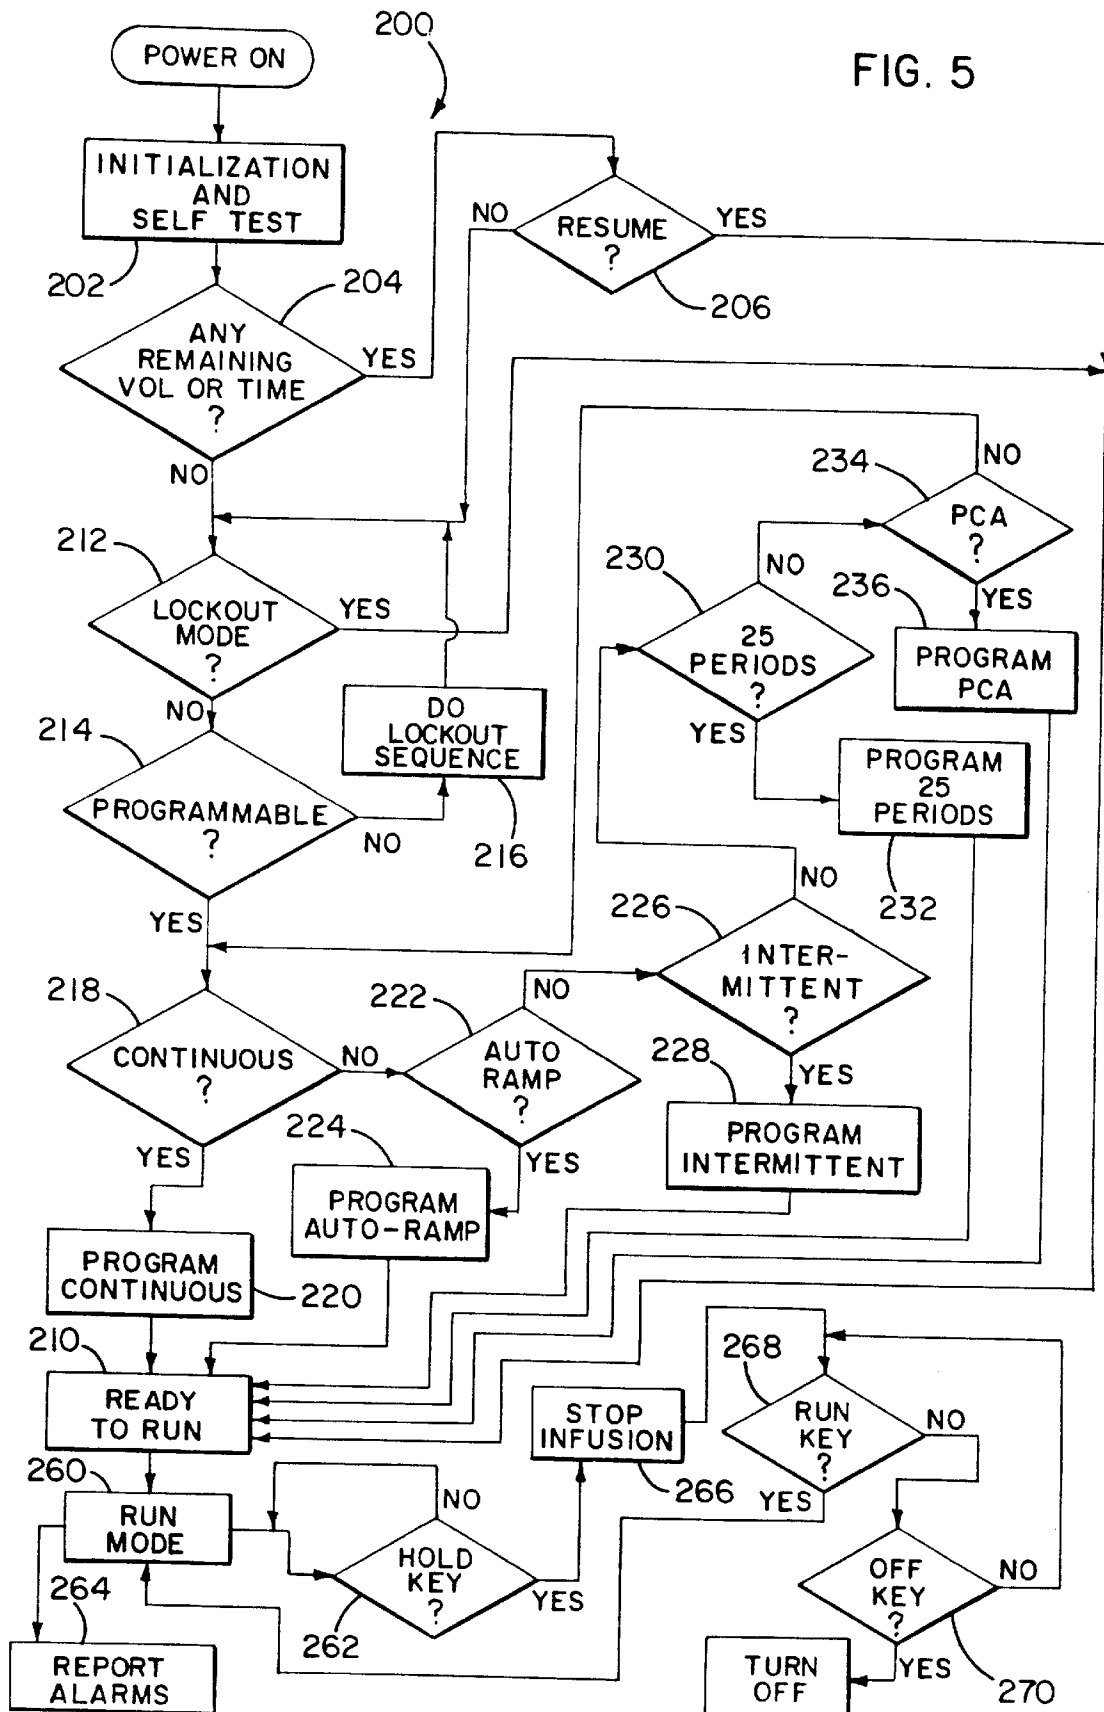 200
FIG. 5
POWER ON
INITIALIZATION
AND
SELF TEST
202
204
ANY
REMAINING
VOL OR TIME
?
YES
NO
NO
RESUME
?
YES
206
212
LOCKOUT
MODE
?
YES
NO
214
PROGRAMMABLE
?
NO
YES
DO
LOCKOUT
SEQUENCE
216
234
NO
PCA
?
YES
236
PROGRAM
PCA
230
NO
25
PERIODS
?
YES
PROGRAM
25
PERIODS
232
226
NO
INTER-
MITTENT
?
YES
228
PROGRAM
INTERMITTENT
218
CONTINUOUS
?
NO
YES
222
NO
AUTO
RAMP
?
YES
224
PROGRAM
AUTO-RAMP
PROGRAM
CONTINUOUS
220
210
READY
TO RUN
260
RUN
MODE
264
REPORT
ALARMS
NO
HOLD
KEY
?
YES
262
STOP
INFUSION
266
268
RUN
KEY
?
NO
YES
OFF
KEY
?
NO
YES
270
TURN
OFF